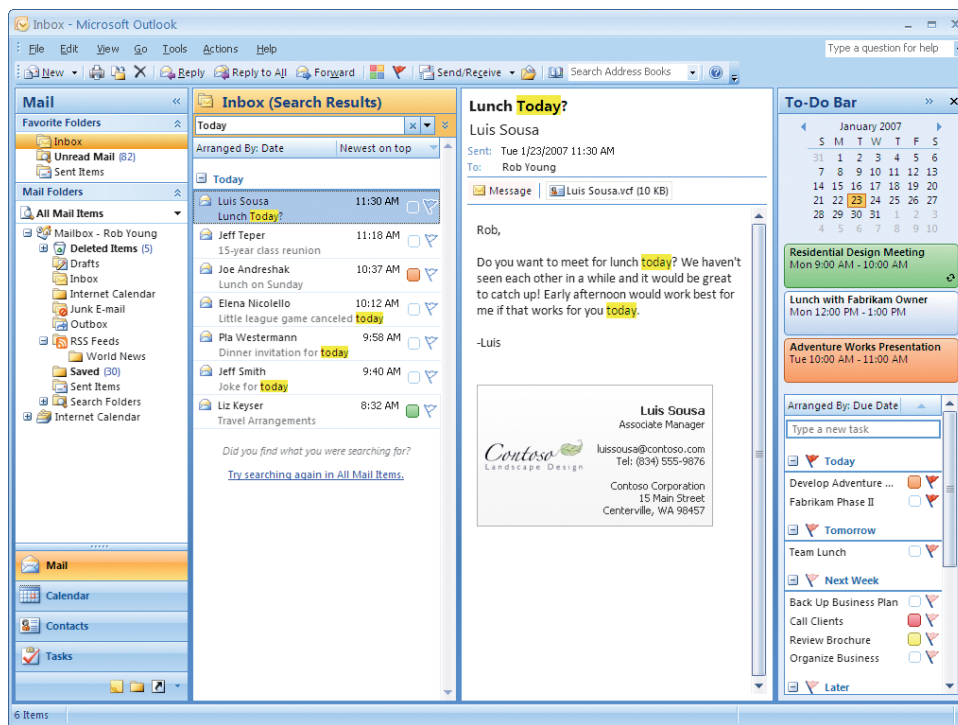 Inbox - Microsoft Outlook
File Edit View Go Tools Actions Help
Type a question for help
New Reply Reply to All Forward Send/Receive Search Address Books
Mail
Favorite Folders
Inbox
Unread Mail (82)
Sent Items
Mail Folders
All Mail Items
Mailbox - Rob Young
Deleted Items (5)
Drafts
Inbox
Internet Calendar
Junk E-mail
Outbox
RSS Feeds
World News
Saved (30)
Sent Items
Search Folders
Internet Calendar
Mail
Calendar
Contacts
Tasks
6 Items
Inbox (Search Results)
Today
Arranged By: Date Newest on top
Today
Luis Sousa 11:30 AM
Lunch Today?
Jeff Teper 11:18 AM
15-year class reunion
Joe Andreshak 10:37 AM
Lunch on Sunday
Elena Nicolello 10:12 AM
Little league game canceled today
Pla Westermann 9:58 AM
Dinner invitation for today
Jeff Smith 9:40 AM
Joke for today
Liz Keyser 8:32 AM
Travel Arrangements
Did you find what you were searching for?
Try searching again in All Mail Items.
Lunch Today?
Luis Sousa
Sent: Tue 1/23/2007 11:30 AM
To: Rob Young
Message Luis Sousa.vcf (10 KB)
Rob,
Do you want to meet for lunch today? We haven't
seen each other in a while and it would be great
to catch up! Early afternoon would work best for
me if that works for you today.
-Luis
Luis Sousa
Associate Manager
Contoso
Landscape Design
luissousa@contoso.com
Tel: (834) 555-9876
Contoso Corporation
15 Main Street
Centerville, WA 98457
To-Do Bar
January 2007
S M T W T F S
31 1 2 3 4 5 6
7 8 9 10 11 12 13
14 15 16 17 18 19 20
21 22 23 24 25 26 27
28 29 30 31 1 2 3
4 5 6 7 8 9 10
Residential Design Meeting
Mon 9:00 AM - 10:00 AM
Lunch with Fabrikam Owner
Mon 12:00 PM - 1:00 PM
Adventure Works Presentation
Tue 10:00 AM - 11:00 AM
Arranged By: Due Date
Type a new task
Today
Develop Adventure ...
Fabrikam Phase II
Tomorrow
Team Lunch
Next Week
Back Up Business Plan
Call Clients
Review Brochure
Organize Business
Later